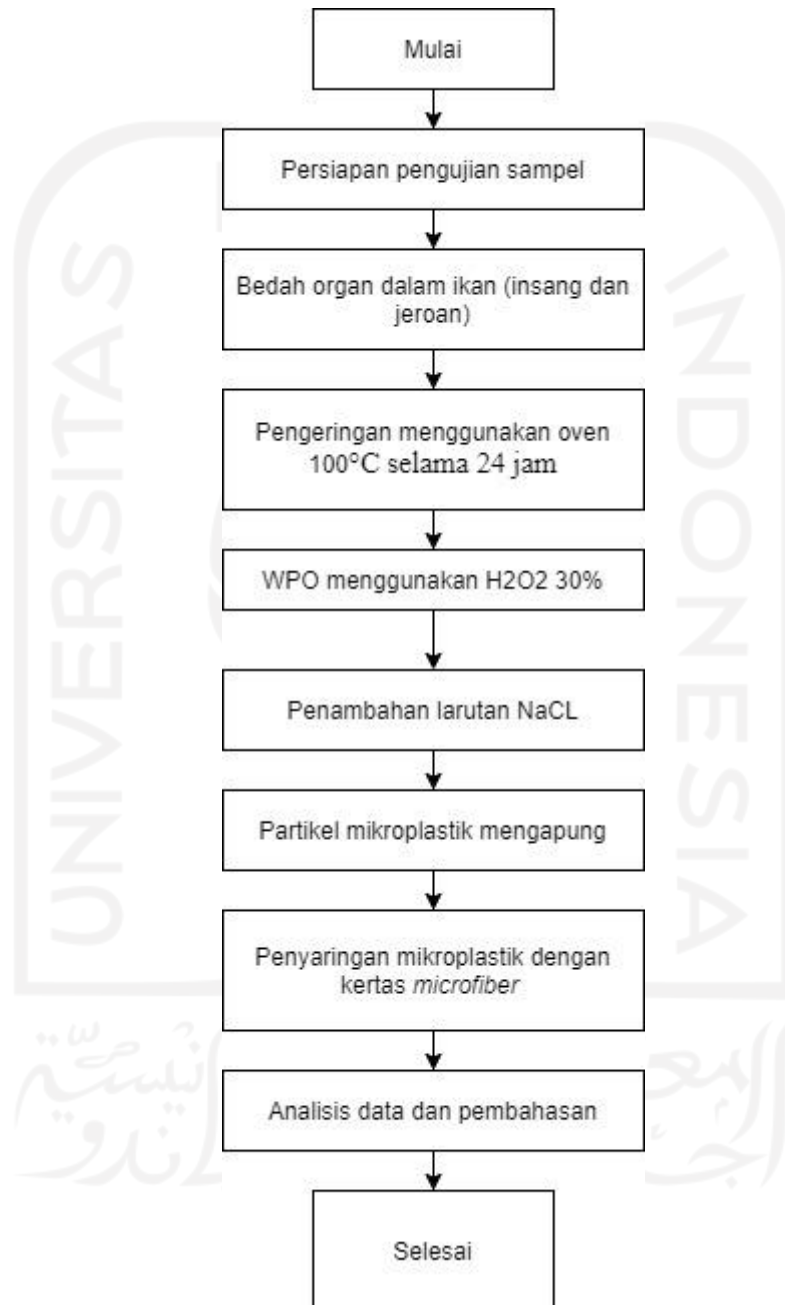 Mulai
Persiapan pengujian sampel
Bedah organ dalam ikan (insang dan
jeroan)
Pengeringan menggunakan oven
100°C selama 24 jam
WPO menggunakan H2O2 30%
Penambahan larutan NaCL
Partikel mikroplastik mengapung
Penyaringan mikroplastik dengan
kertas microfiber
Analisis data dan pembahasan
Selesai
UNIVERSITAS
INDONESIA